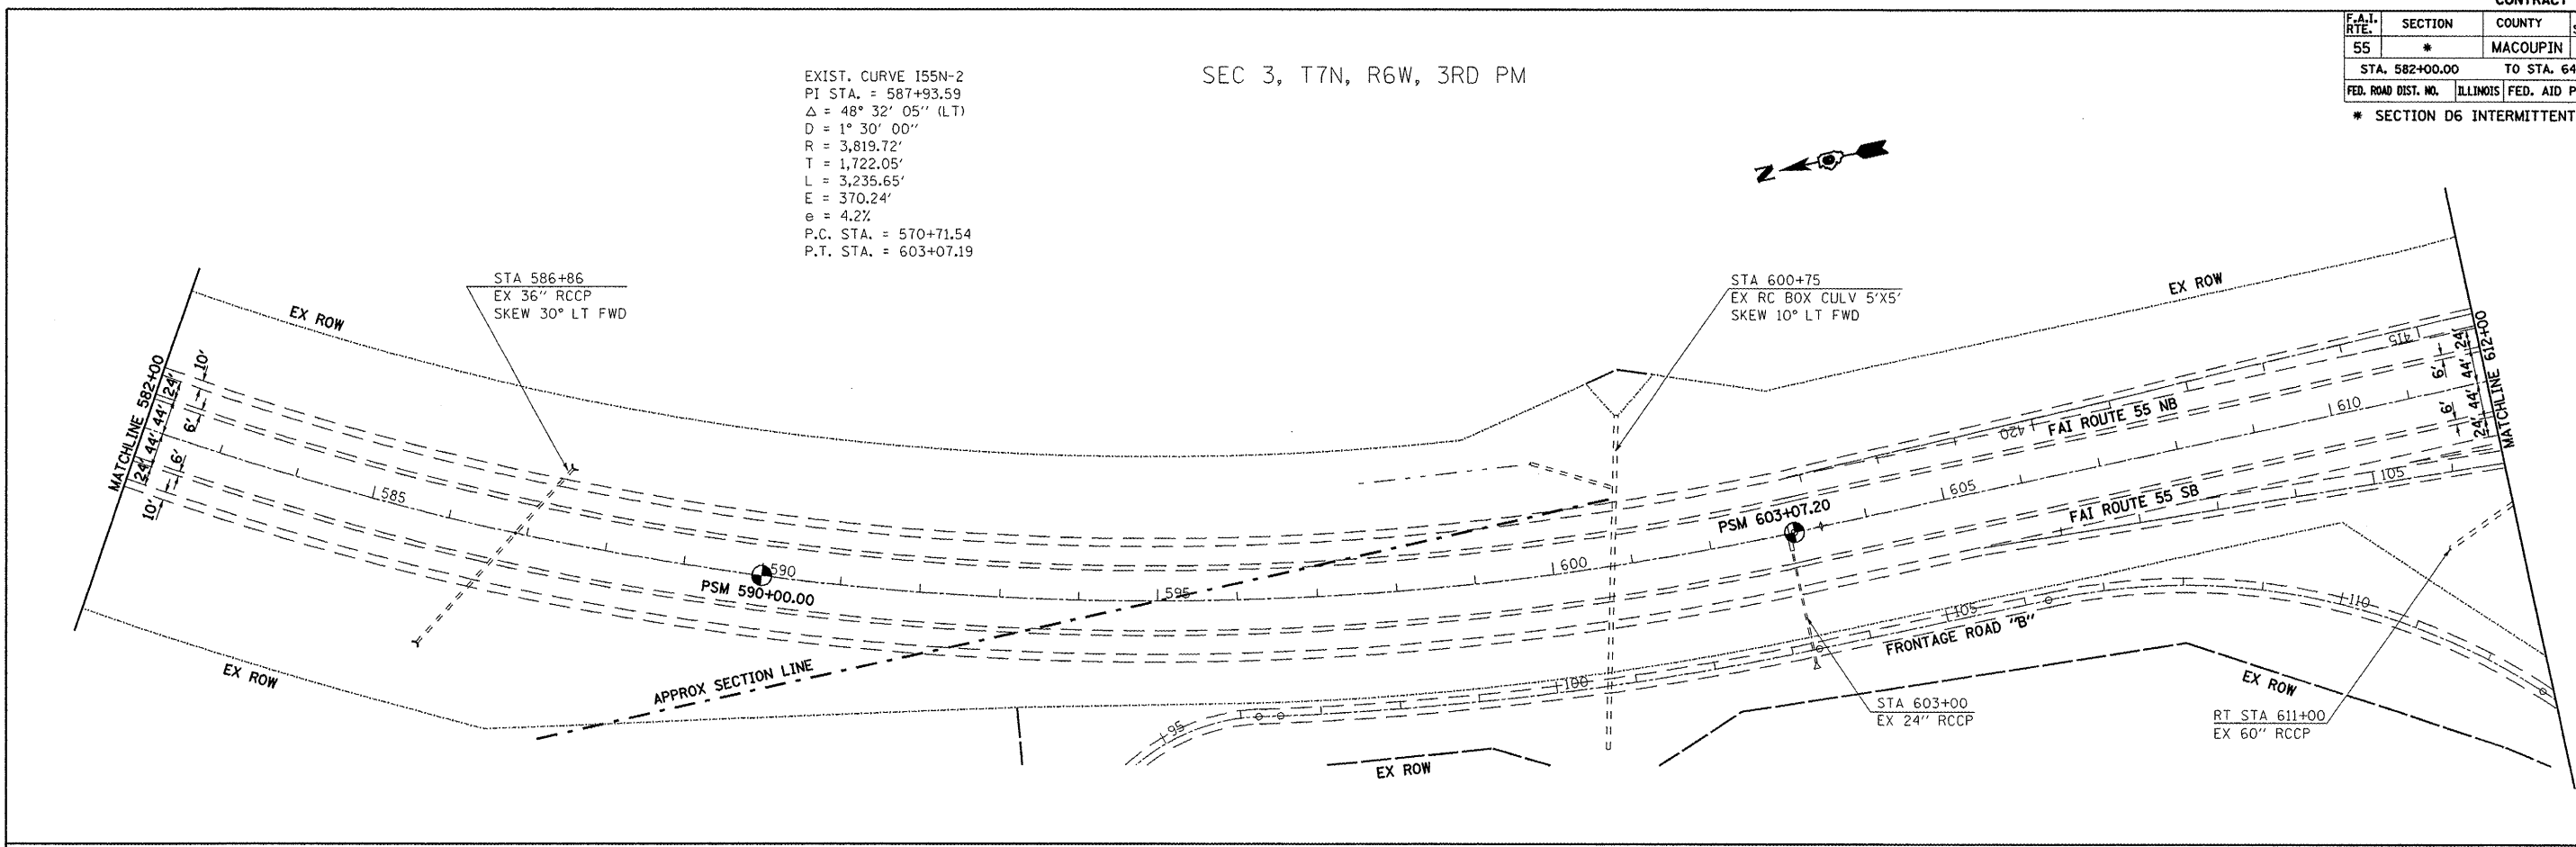 CONTRACT
F.A.I. RTE. SECTION COUNTY
55 * MACOUPIN
STA. 582+00.00 TO STA. 64
FED. ROAD DIST. NO. ILLINOIS FED. AID P
* SECTION D6 INTERMITTENT
SEC 3, T7N, R6W, 3RD PM
EXIST. CURVE I55N-2
PI STA. = 587+93.59
Δ = 48° 32' 05'' (LT)
D = 1° 30' 00''
R = 3,819.72'
T = 1,722.05'
L = 3,235.65'
E = 370.24'
e = 4.2%
P.C. STA. = 570+71.54
P.T. STA. = 603+07.19
N
STA 586+86
EX 36'' RCCP
SKEW 30° LT FWD
STA 600+75
EX RC BOX CULV 5'X5'
SKEW 10° LT FWD
EX ROW
EX ROW
MATCHLINE 582+00
10'
24'
44'
6'
44'
6'
24'
10'
585
590
PSM 590+00.00
595
600
PSM 603+07.20
605
610
415
420
FAI ROUTE 55 NB
FAI ROUTE 55 SB
105
24'
44'
6'
44'
6'
24'
MATCHLINE 612+00
APPROX SECTION LINE
EX ROW
95
100
105
110
FRONTAGE ROAD "B"
STA 603+00
EX 24'' RCCP
EX ROW
RT STA 611+00
EX 60'' RCCP
EX ROW